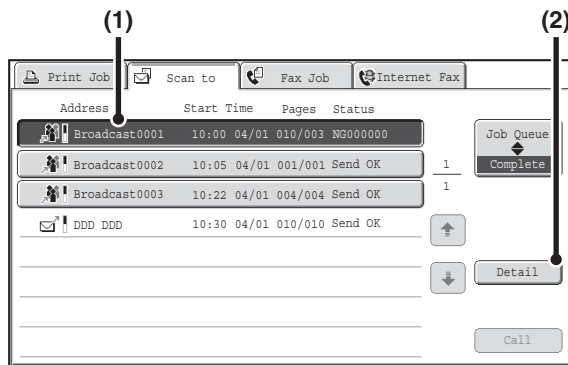 (1) (2)
Print Job Scan to Fax Job Internet Fax
Address Start Time Pages Status
Broadcast0001 10:00 04/01 010/003 NG000000
Job Queue
Complete
Broadcast0002 10:05 04/01 001/001 Send OK
1
1
Broadcast0003 10:22 04/01 004/004 Send OK
DDD DDD 10:30 04/01 010/010 Send OK
Detail
Call